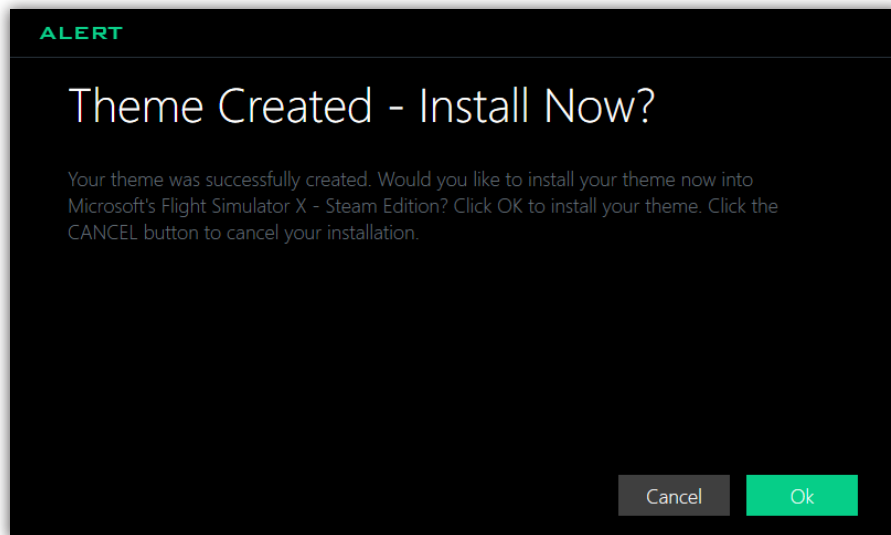 ALERT
Theme Created - Install Now?
Your theme was successfully created. Would you like to install your theme now into
Microsoft's Flight Simulator X - Steam Edition? Click OK to install your theme. Click the
CANCEL button to cancel your installation.
Cancel
Ok